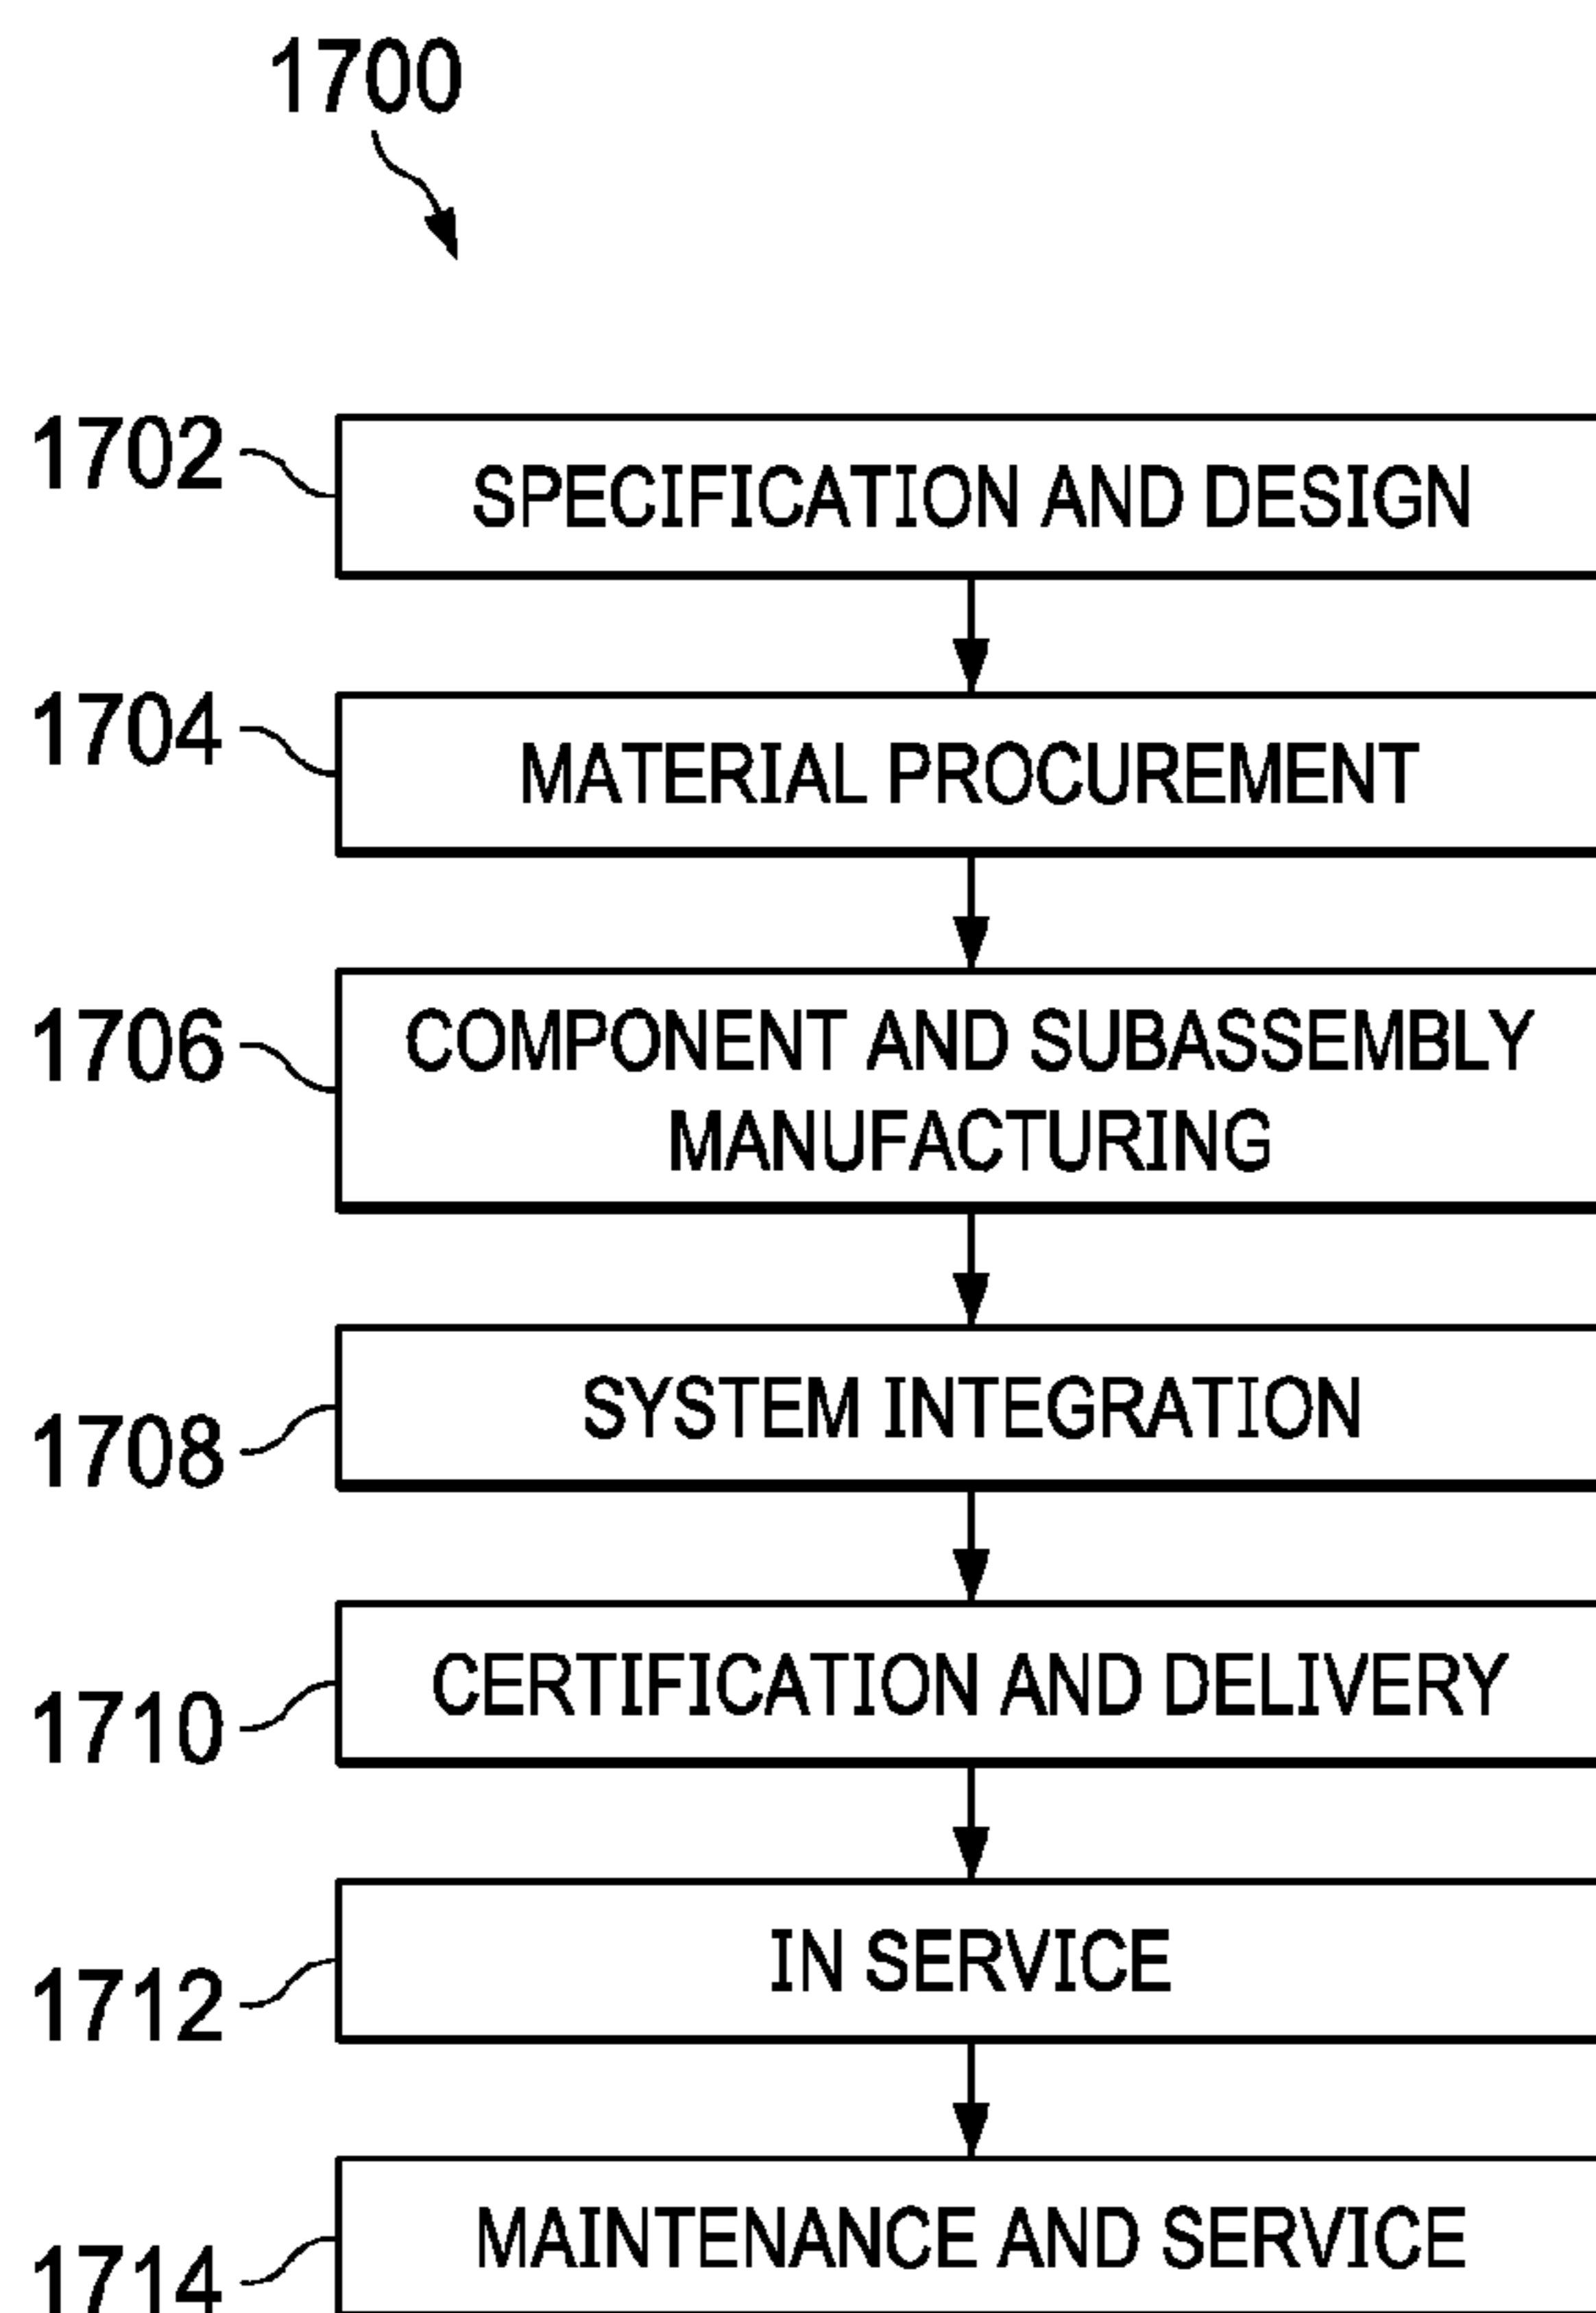 1700
1702
SPECIFICATION AND DESIGN
1704
MATERIAL PROCUREMENT
1706
COMPONENT AND SUBASSEMBLY
MANUFACTURING
1708
SYSTEM INTEGRATION
1710
CERTIFICATION AND DELIVERY
1712
IN SERVICE
1714
MAINTENANCE AND SERVICE